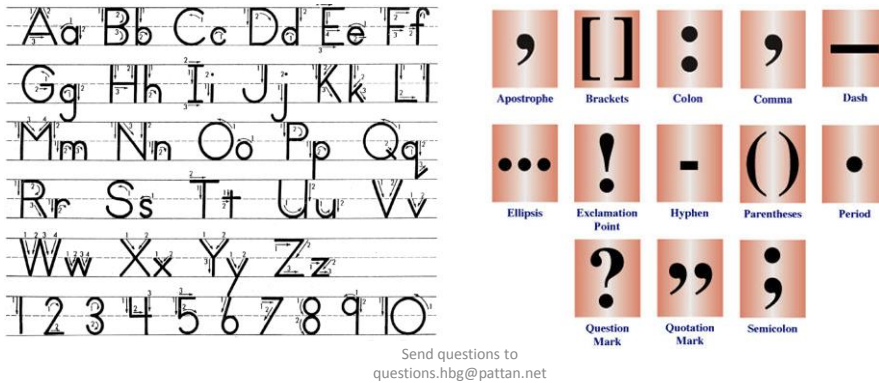 Aa Bb Cc Dd Ee Ff
Gg Hh Ii Jj Kk Ll
Mm Nn Oo Pp Qq
Rr Ss Tt Uu Vv
Ww Xx Yy Zz
1 2 3 4 5 6 7 8 9 10
, [ ] : , —
Apostrophe Brackets Colon Comma Dash
... ! - ( ) .
Ellipsis Exclamation Point Hyphen Parentheses Period
? ” ;
Question Mark Quotation Mark Semicolon
Send questions to
questions.hbg@pattan.net